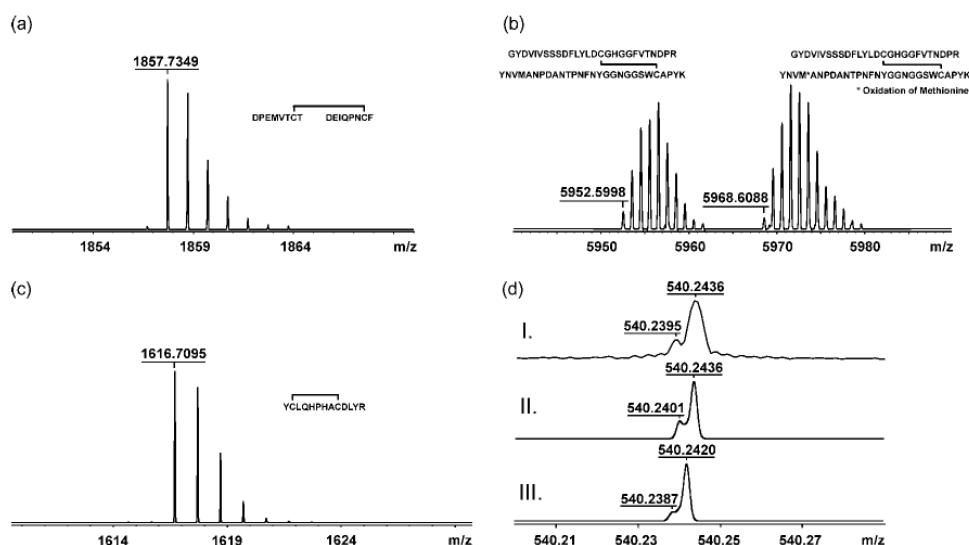 (a)
1857.7349
DPEMVTCT DEIQPNCF
1854 1859 1864 m/z
(b)
GYDVIVSSSDFLYLDCGHGGFVTNDPR GYDVIVSSSDFLYLDCGHGGFVTNDPR
YNVMANPDANTPNFNYGGNGGSWCAPYK YNVM*ANPDANTPNFNYGGNGGSWCAPYK
* Oxidation of Methionine
5952.5998 5968.6088
5950 5960 5970 5980 m/z
(c)
1616.7095
YCLQHPHACDLYR
1614 1619 1624 m/z
(d)
540.2436
I. 540.2395
540.2436
II. 540.2401
540.2420
III. 540.2387
540.21 540.23 540.25 540.27 m/z